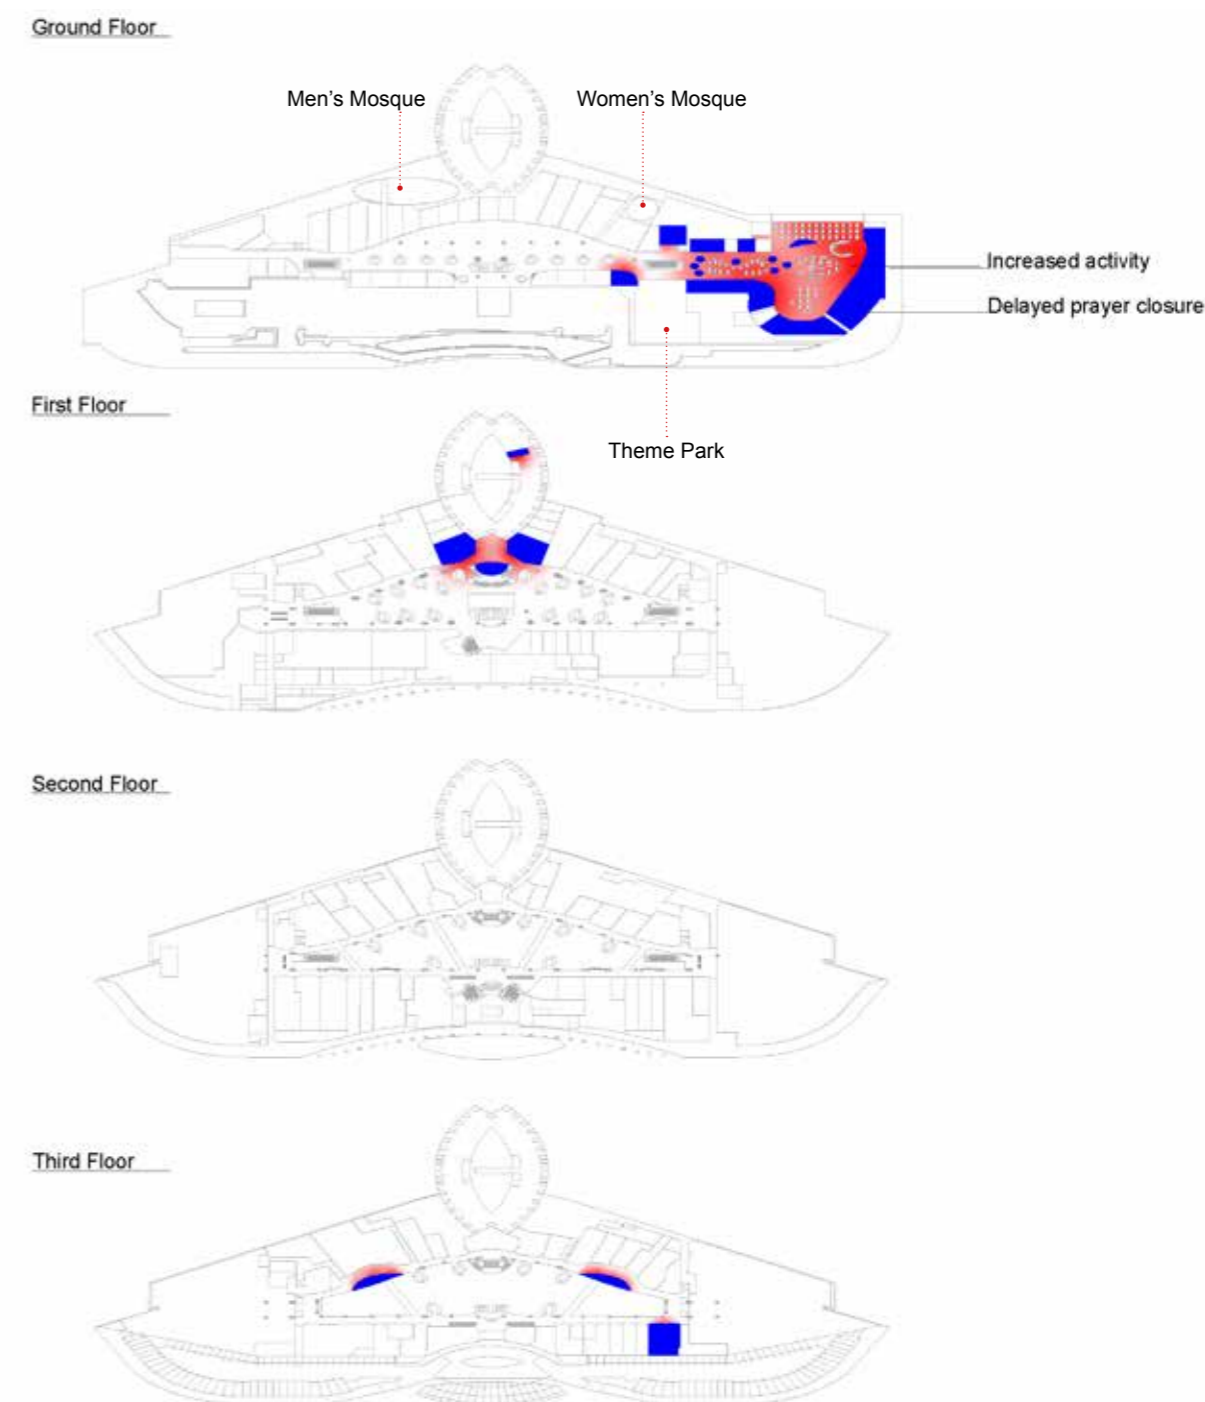 Ground Floor
Men's Mosque
Women's Mosque
Increased activity
Delayed prayer closure
First Floor
Theme Park
Second Floor
Third Floor